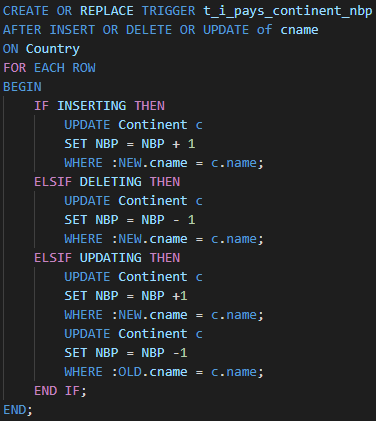 CREATE OR REPLACE TRIGGER t_i_pays_continent_nbp
AFTER INSERT OR DELETE OR UPDATE of cname
ON Country
FOR EACH ROW
BEGIN
    IF INSERTING THEN
        UPDATE Continent c
        SET NBP = NBP + 1
        WHERE :NEW.cname = c.name;
    ELSIF DELETING THEN
        UPDATE Continent c
        SET NBP = NBP - 1
        WHERE :NEW.cname = c.name;
    ELSIF UPDATING THEN
        UPDATE Continent c
        SET NBP = NBP +1
        WHERE :NEW.cname = c.name;
        UPDATE Continent c
        SET NBP = NBP -1
        WHERE :OLD.cname = c.name;
    END IF;
END;